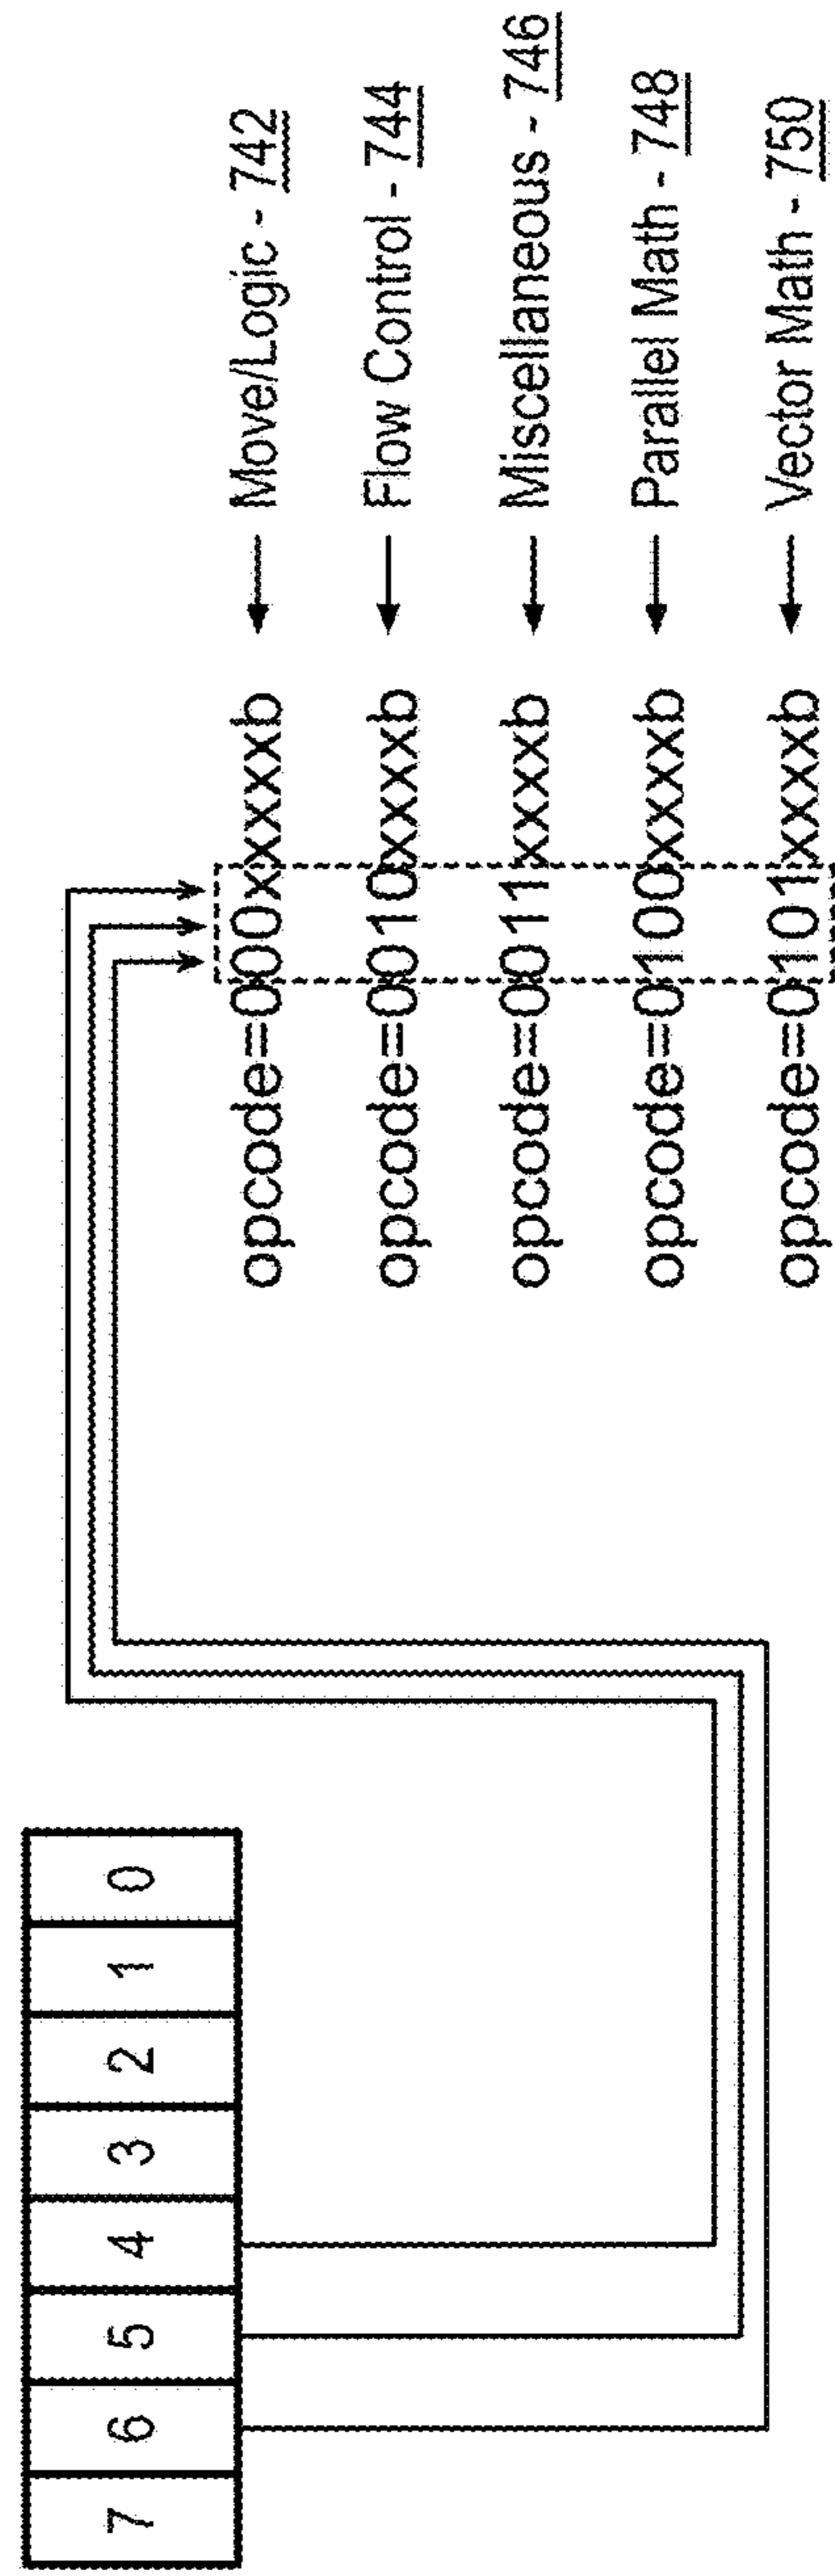 7 6 5 4 3 2 1 0
opcode=000xxxxxb Move/Logic - 742
opcode=0010xxxxb Flow Control - 744
opcode=0011xxxxb Miscellaneous - 746
opcode=0100xxxxb Parallel Math - 748
opcode=0101xxxxb Vector Math - 750